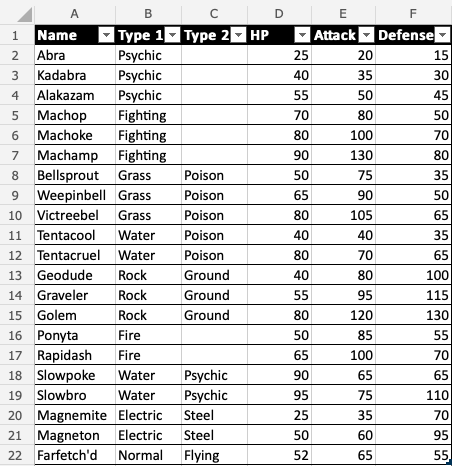 A B C D E F
1 Name Type 1 Type 2 HP Attack Defense
2 Abra Psychic 25 20 15
3 Kadabra Psychic 40 35 30
4 Alakazam Psychic 55 50 45
5 Machop Fighting 70 80 50
6 Machoke Fighting 80 100 70
7 Machamp Fighting 90 130 80
8 Bellsprout Grass Poison 50 75 35
9 Weepinbell Grass Poison 65 90 50
10 Victreebel Grass Poison 80 105 65
11 Tentacool Water Poison 40 40 35
12 Tentacruel Water Poison 80 70 65
13 Geodude Rock Ground 40 80 100
14 Graveler Rock Ground 55 95 115
15 Golem Rock Ground 80 120 130
16 Ponyta Fire 50 85 55
17 Rapidash Fire 65 100 70
18 Slowpoke Water Psychic 90 65 65
19 Slowbro Water Psychic 95 75 110
20 Magnemite Electric Steel 25 35 70
21 Magneton Electric Steel 50 60 95
22 Farfetch'd Normal Flying 52 65 55